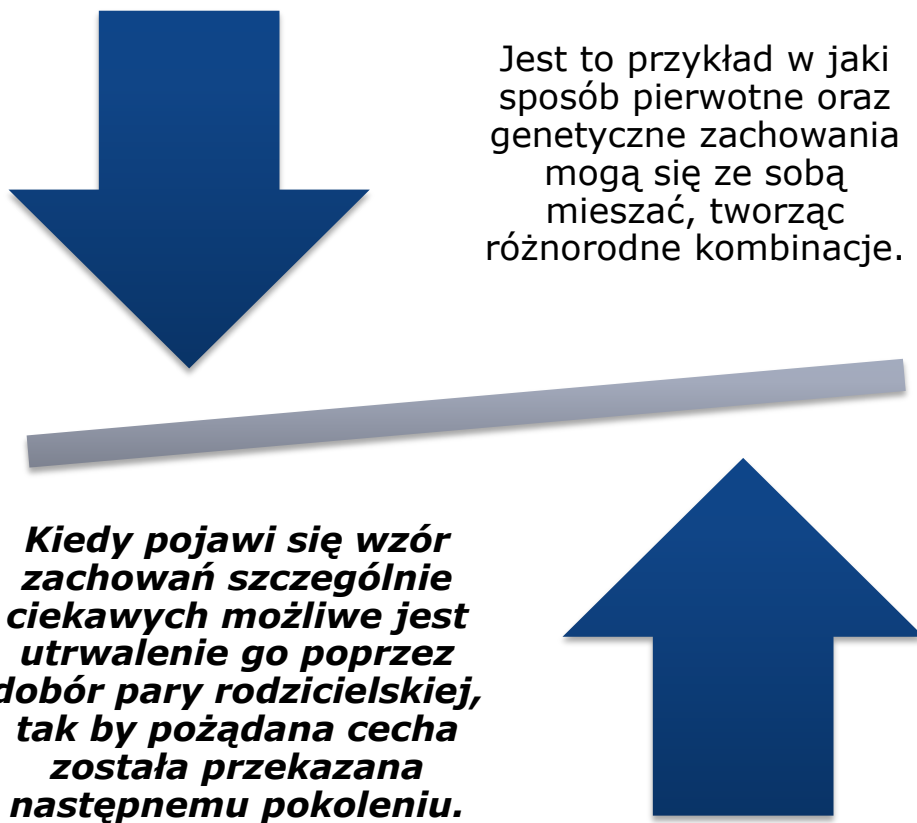 Jest to przykład w jaki
sposób pierwotne oraz
genetyczne zachowania
mogą się ze sobą
mieszać, tworząc
różnorodne kombinacje.
Kiedy pojawi się wzór
zachowań szczególnie
ciekawych możliwe jest
utrwalenie go poprzez
dobór pary rodzicielskiej,
tak by pożądana cecha
została przekazana
następnemu pokoleniu.